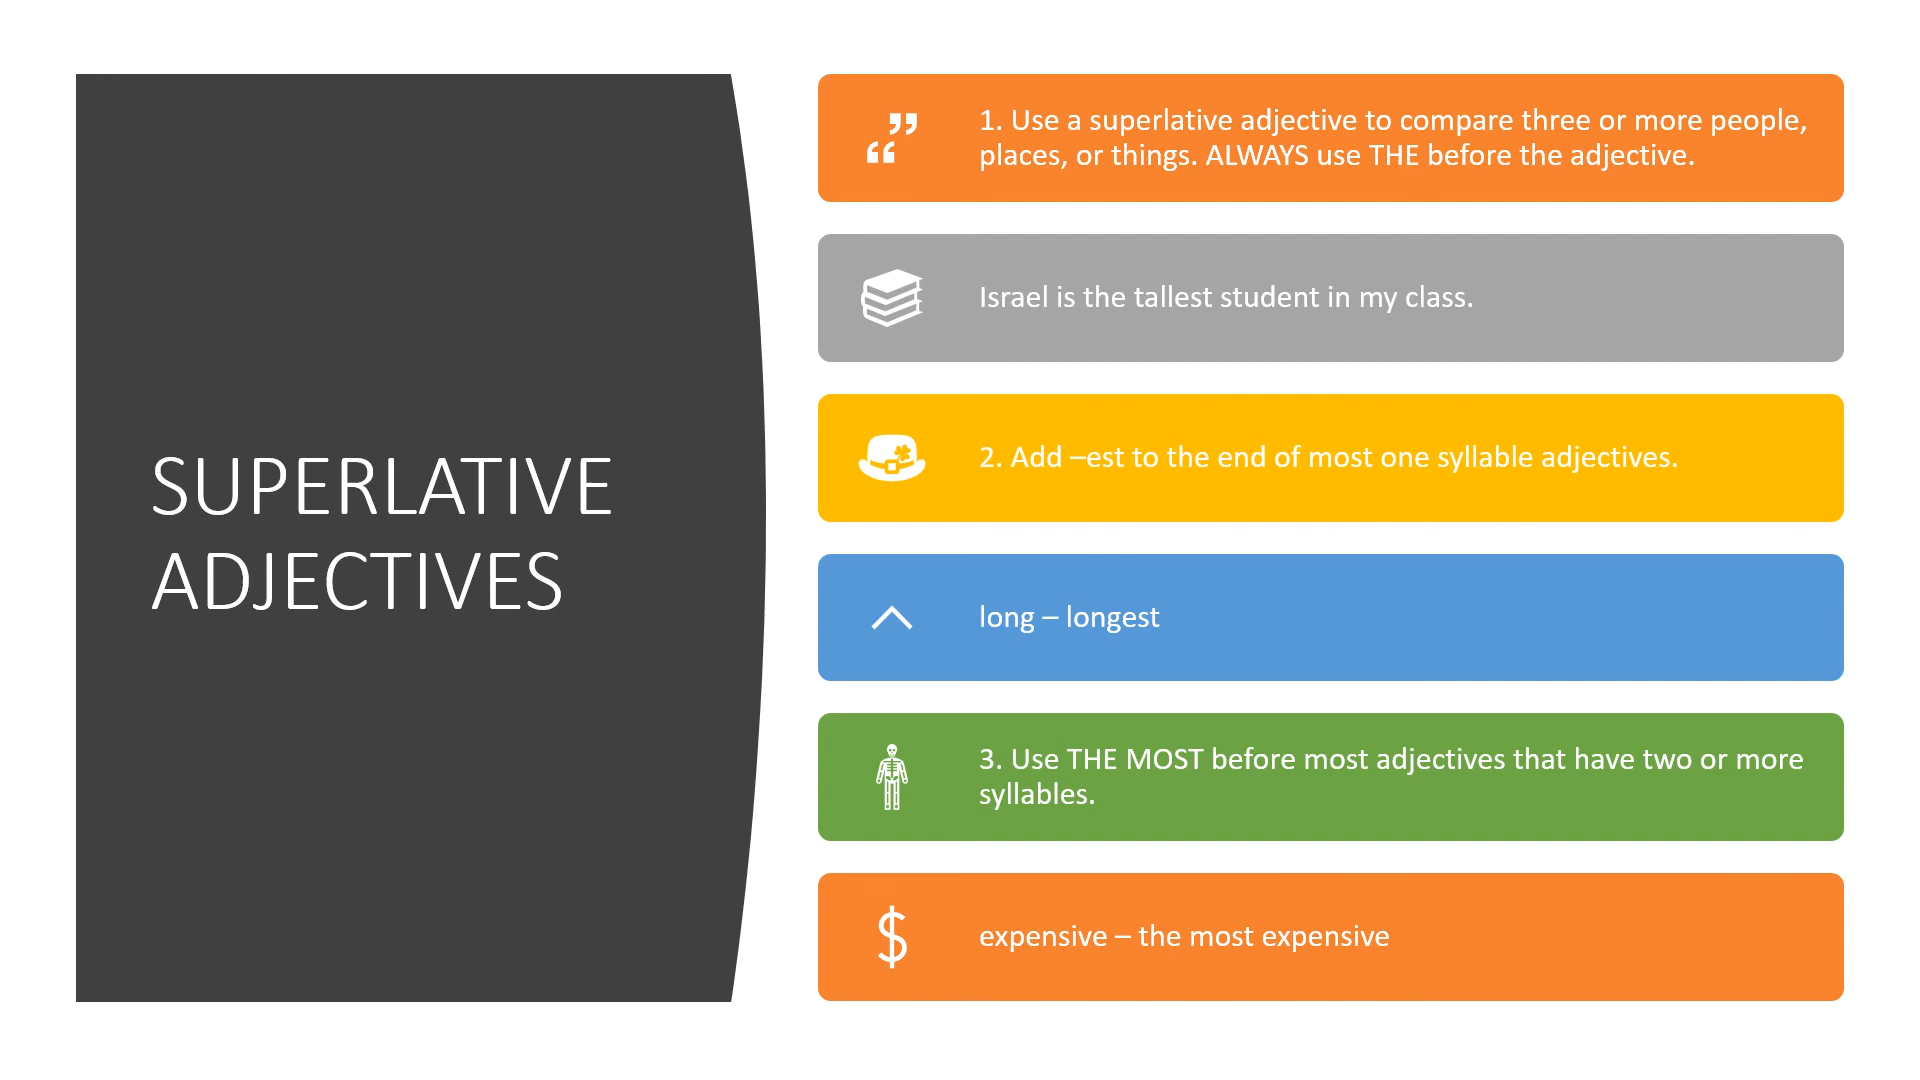 SUPERLATIVE
ADJECTIVES
1. Use a superlative adjective to compare three or more people,
places, or things. ALWAYS use THE before the adjective.
Israel is the tallest student in my class.
2. Add –est to the end of most one syllable adjectives.
long – longest
3. Use THE MOST before most adjectives that have two or more
syllables.
expensive – the most expensive